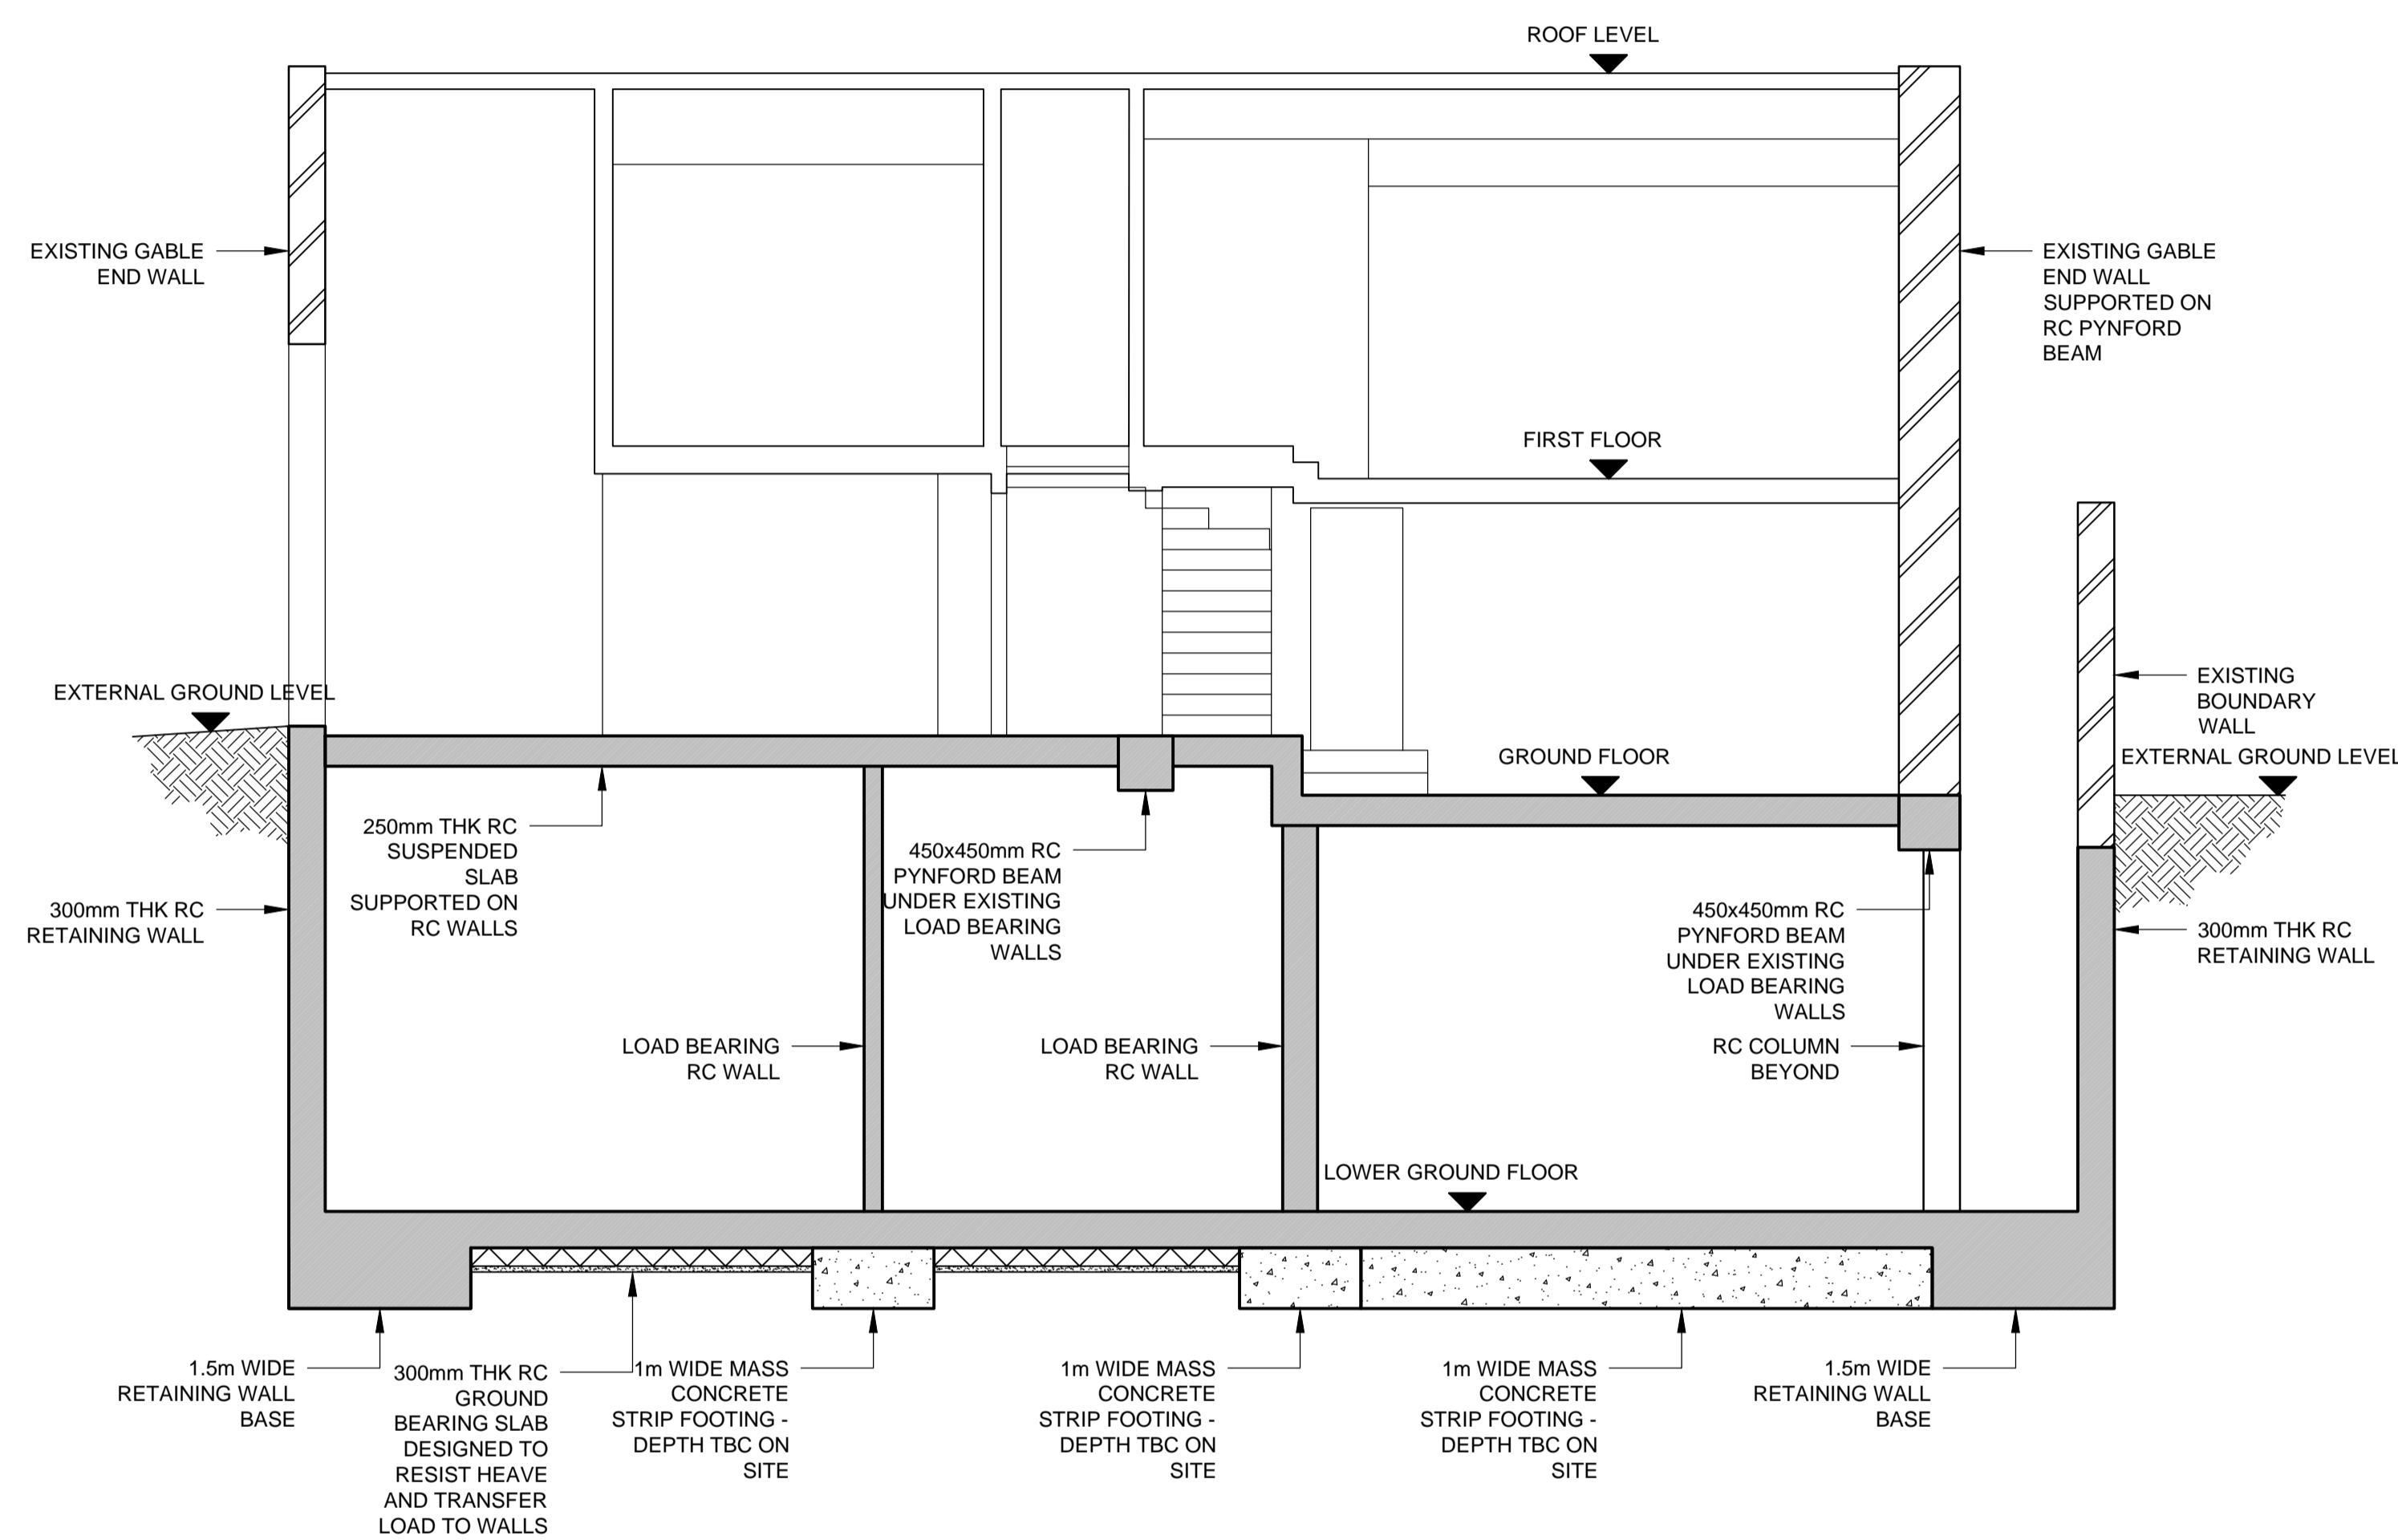 ROOF LEVEL
EXISTING GABLE
END WALL
EXISTING GABLE
END WALL
SUPPORTED ON
RC PYNFORD
BEAM
FIRST FLOOR
EXTERNAL GROUND LEVEL
EXISTING
BOUNDARY
WALL
GROUND FLOOR
EXTERNAL GROUND LEVEL
250mm THK RC
SUSPENDED
SLAB
SUPPORTED ON
RC WALLS
450x450mm RC
PYNFORD BEAM
UNDER EXISTING
LOAD BEARING
WALLS
300mm THK RC
RETAINING WALL
450x450mm RC
PYNFORD BEAM
UNDER EXISTING
LOAD BEARING
WALLS
300mm THK RC
RETAINING WALL
LOAD BEARING
RC WALL
LOAD BEARING
RC WALL
RC COLUMN
BEYOND
LOWER GROUND FLOOR
1.5m WIDE
RETAINING WALL
BASE
300mm THK RC
GROUND
BEARING SLAB
DESIGNED TO
RESIST HEAVE
AND TRANSFER
LOAD TO WALLS
1m WIDE MASS
CONCRETE
STRIP FOOTING -
DEPTH TBC ON
SITE
1m WIDE MASS
CONCRETE
STRIP FOOTING -
DEPTH TBC ON
SITE
1m WIDE MASS
CONCRETE
STRIP FOOTING -
DEPTH TBC ON
SITE
1.5m WIDE
RETAINING WALL
BASE